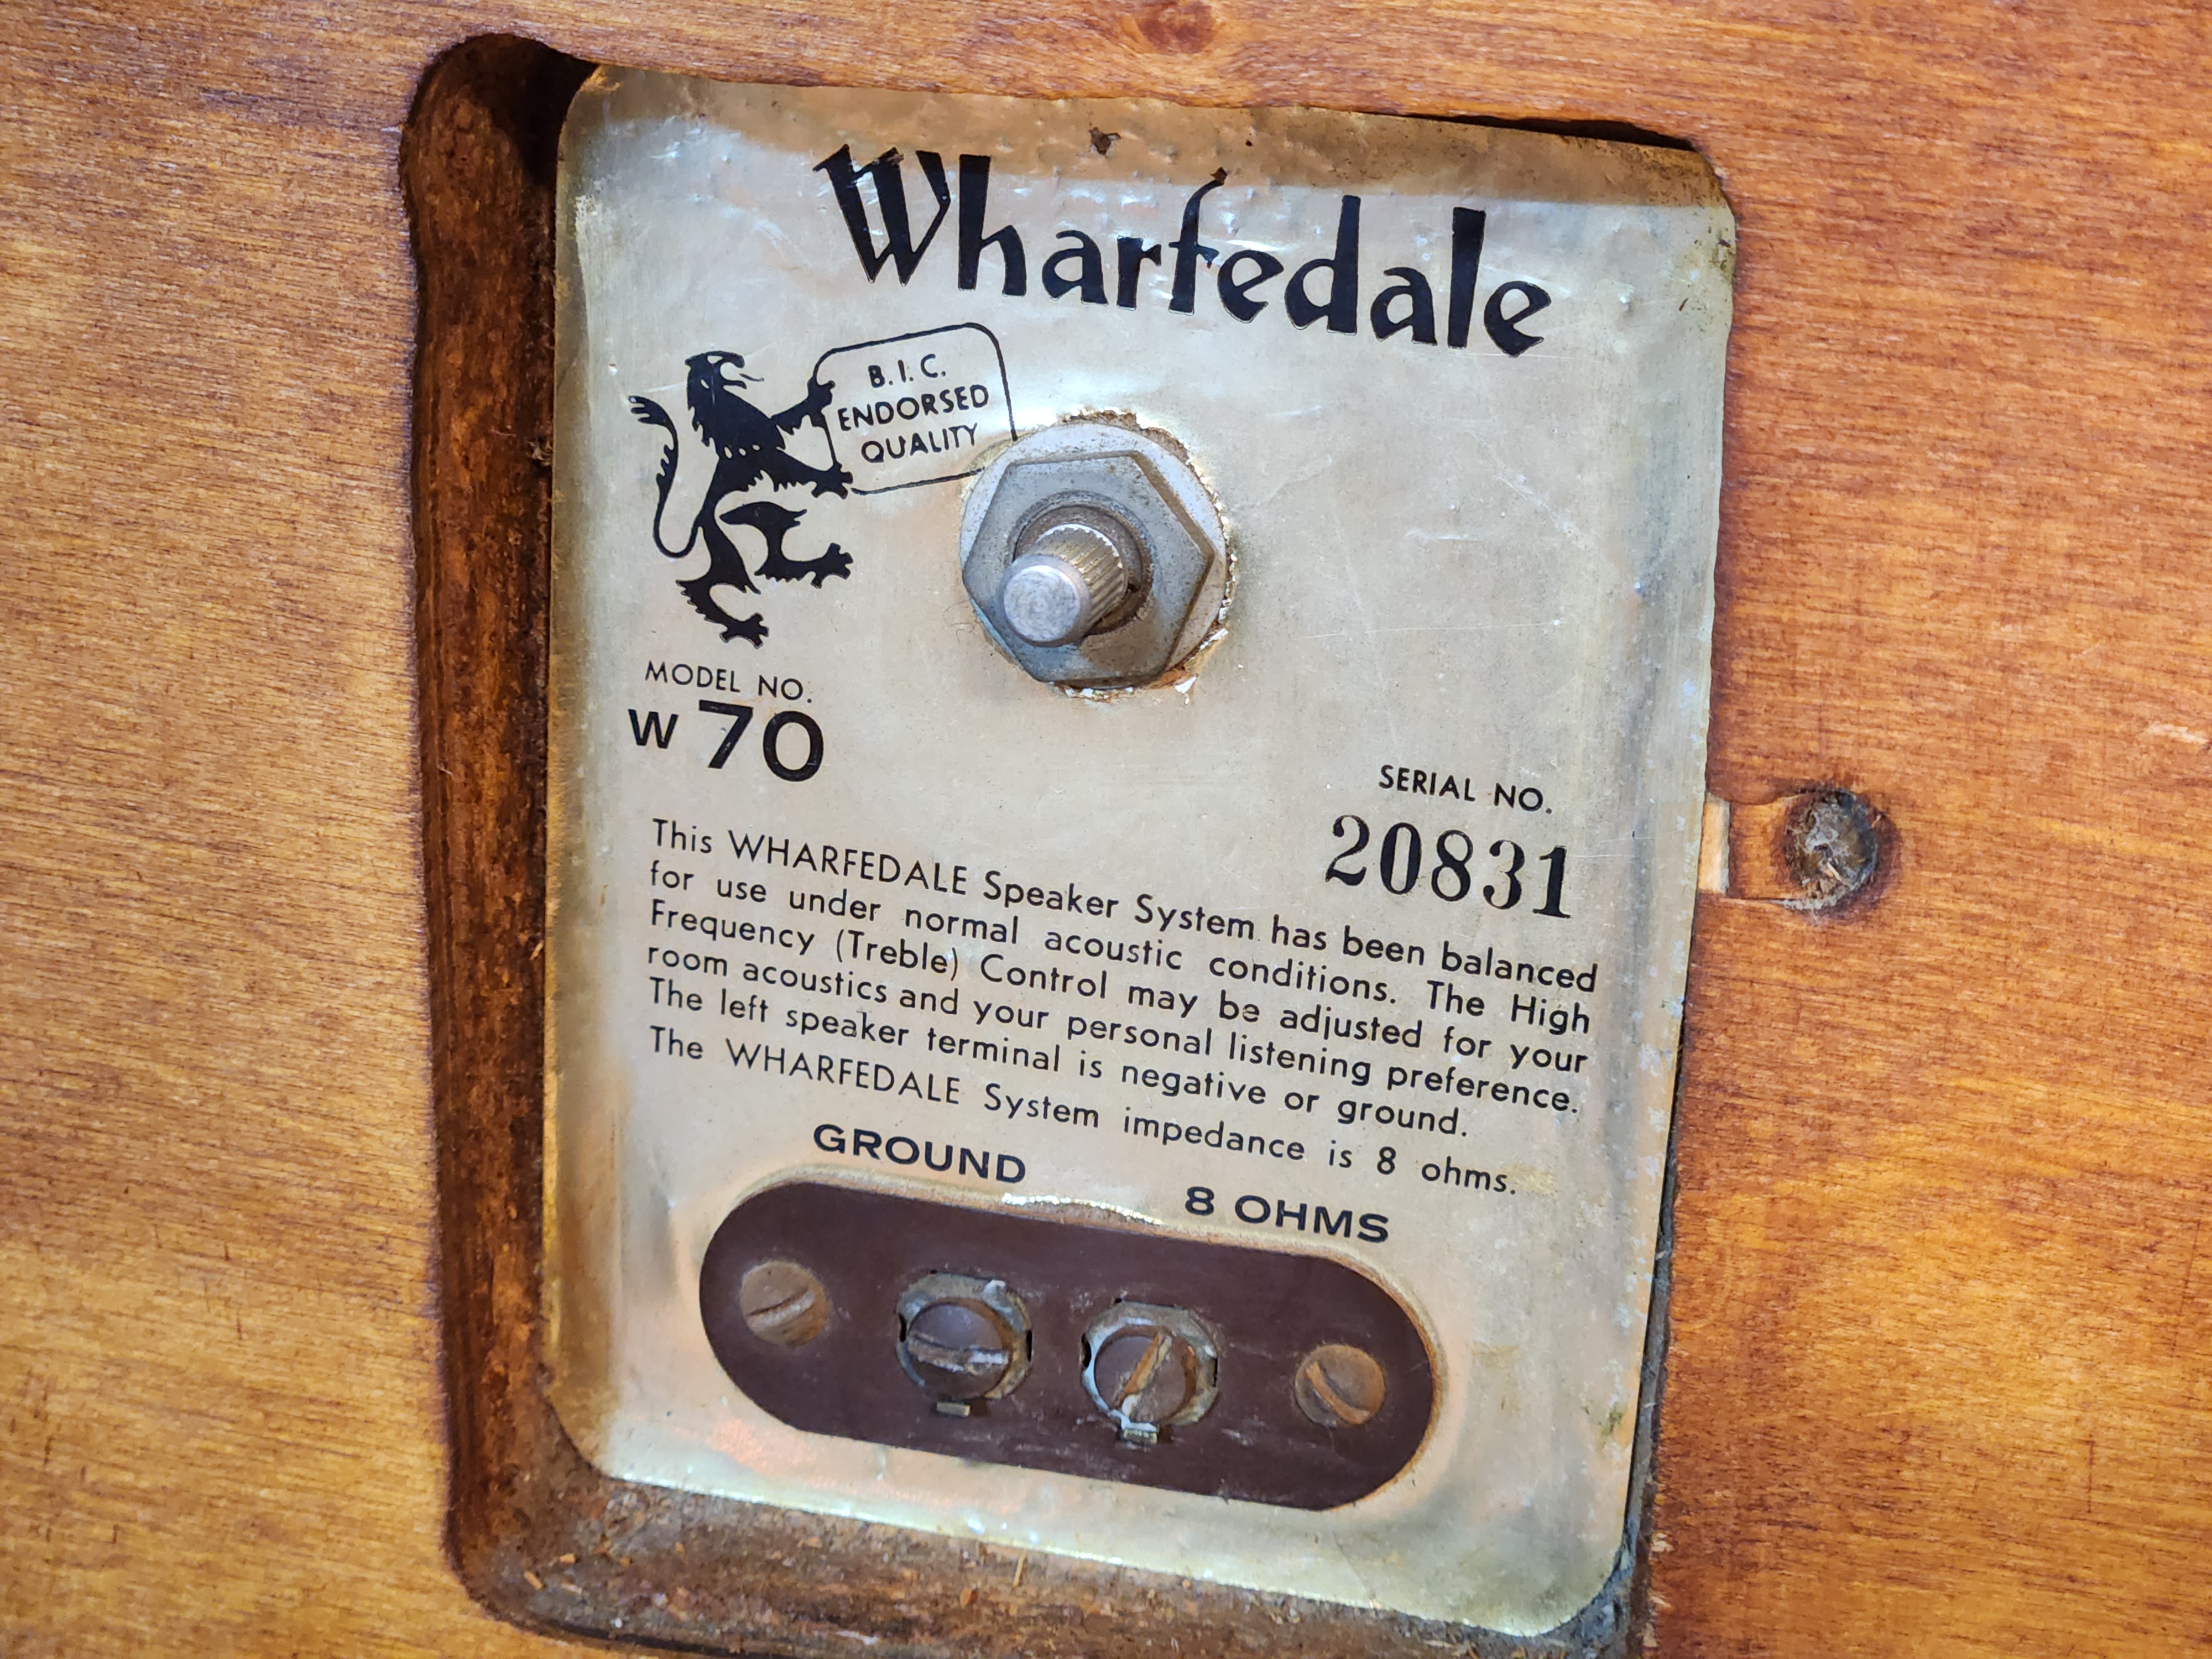 Wharfedale
B. I. C.
ENDORSED
QUALITY
MODEL NO.
W 70
SERIAL NO.
20831
This WHARFEDALE Speaker System has been balanced
for use under normal acoustic conditions. The High
Frequency (Treble) Control may be adjusted for your
room acoustics and your personal listening preference.
The left speaker terminal is negative or ground.
The WHARFEDALE System impedance is 8 ohms.
GROUND
8 OHMS